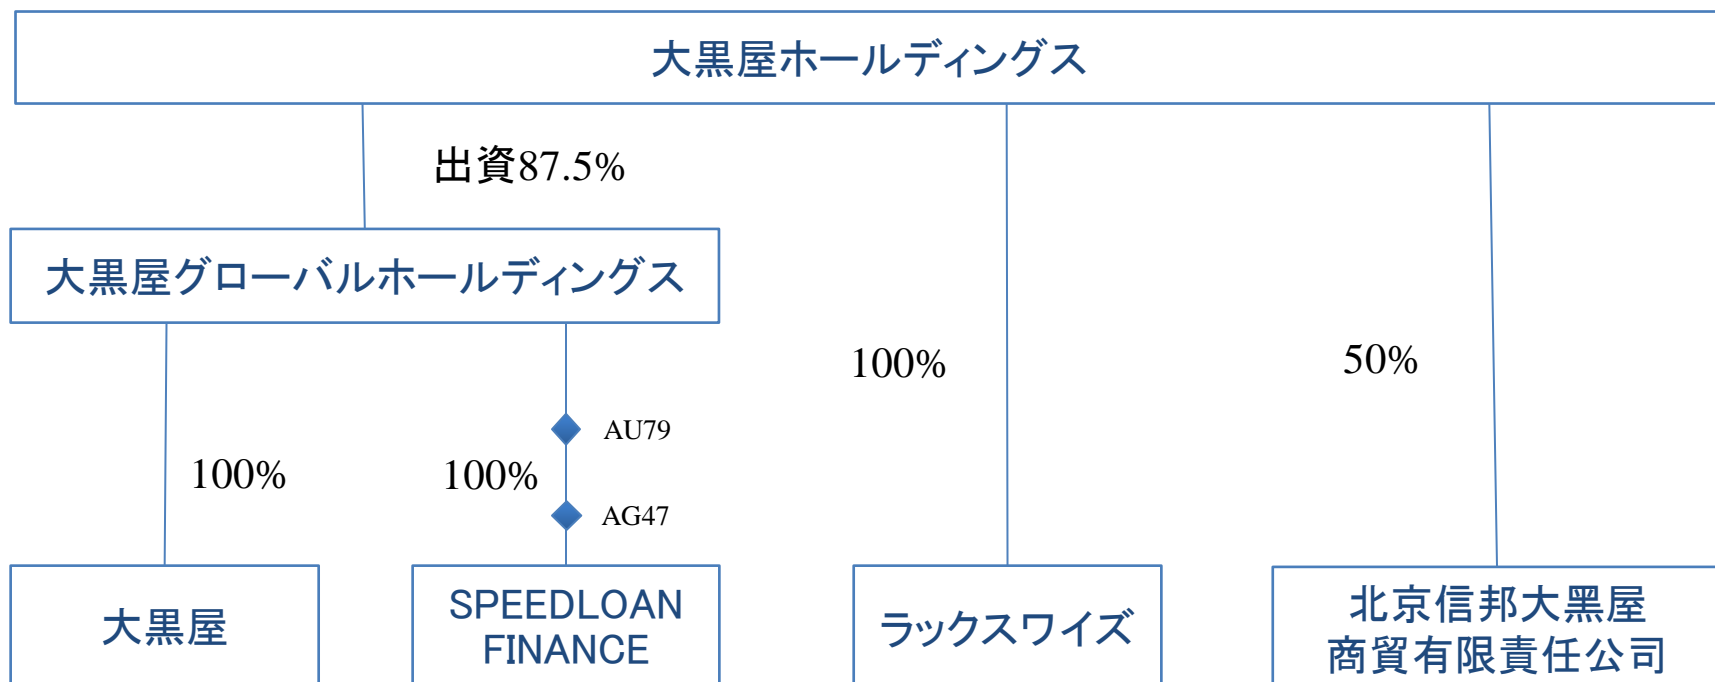 大黒屋ホールディングス
出資87.5%
大黒屋グローバルホールディングス
100%
50%
AU79
100%
100%
AG47
大黒屋
SPEEDLOAN
FINANCE
ラックスワイズ
北京信邦大黑屋
商貿有限責任公司